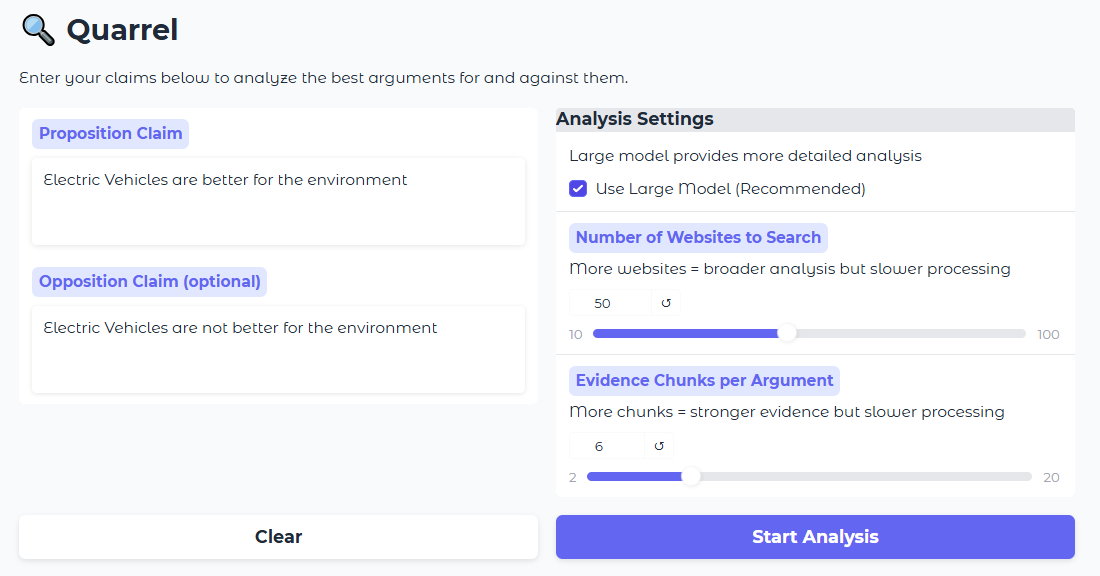 Quarrel
Enter your claims below to analyze the best arguments for and against them.
Proposition Claim
Electric Vehicles are better for the environment
Opposition Claim (optional)
Electric Vehicles are not better for the environment
Analysis Settings
Large model provides more detailed analysis
Use Large Model (Recommended)
Number of Websites to Search
More websites = broader analysis but slower processing
50 ↺
10 100
Evidence Chunks per Argument
More chunks = stronger evidence but slower processing
6 ↺
2 20
Clear
Start Analysis